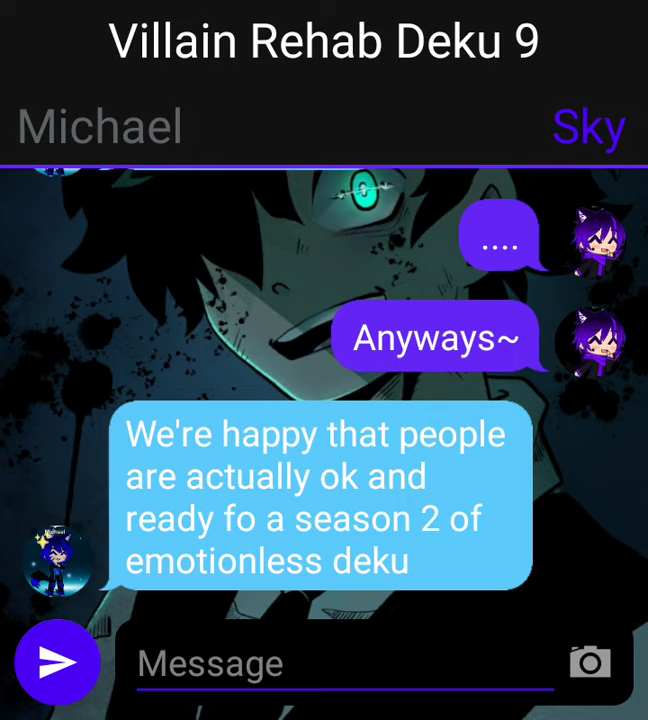 Villain Rehab Deku 9
Michael
Sky
....
Anyways~
We're happy that people
are actually ok and
ready fo a season 2 of
emotionless deku
Michael
Message